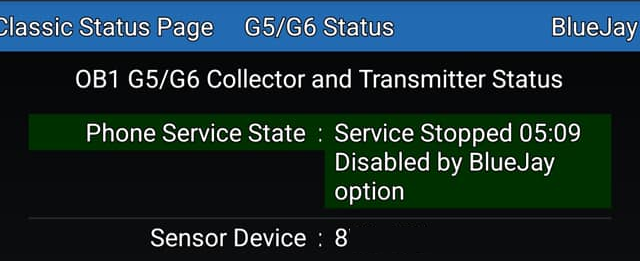 Classic Status Page G5/G6 Status BlueJay
OB1 G5/G6 Collector and Transmitter Status
Phone Service State : Service Stopped 05:09
Disabled by BlueJay
option
Sensor Device : 8